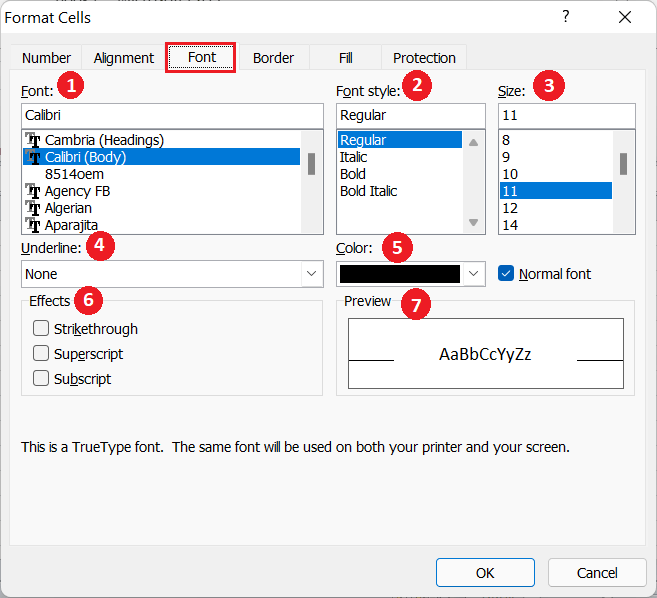 Format Cells
?
Number Alignment Font Border Fill Protection
Font: 1 Font style: 2 Size: 3
Calibri Regular 11
Cambria (Headings) Regular 8
Calibri (Body) Italic 9
8514oem Bold 10
Agency FB Bold Italic 11
Algerian 12
Aparajita 14
Underline: 4 Color: 5
None Normal font
Effects 6 Preview 7
Strikethrough
Superscript AaBbCcYyZz
Subscript
This is a TrueType font.  The same font will be used on both your printer and your screen.
OK Cancel